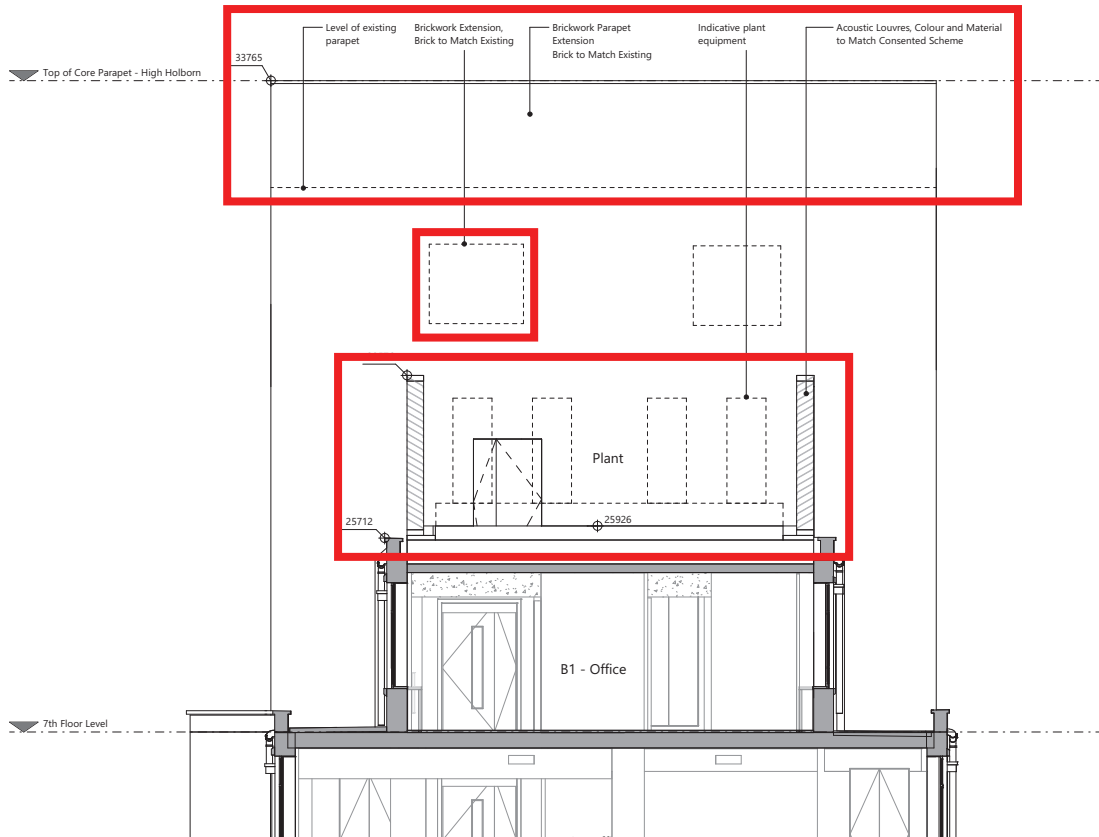 Level of existing
parapet
Brickwork Extension,
Brick to Match Existing
Brickwork Parapet
Extension
Brick to Match Existing
Indicative plant
equipment
Acoustic Louvres, Colour and Material
to Match Consented Scheme
33765
Top of Core Parapet - High Holborn
Plant
25712
25926
B1 - Office
7th Floor Level